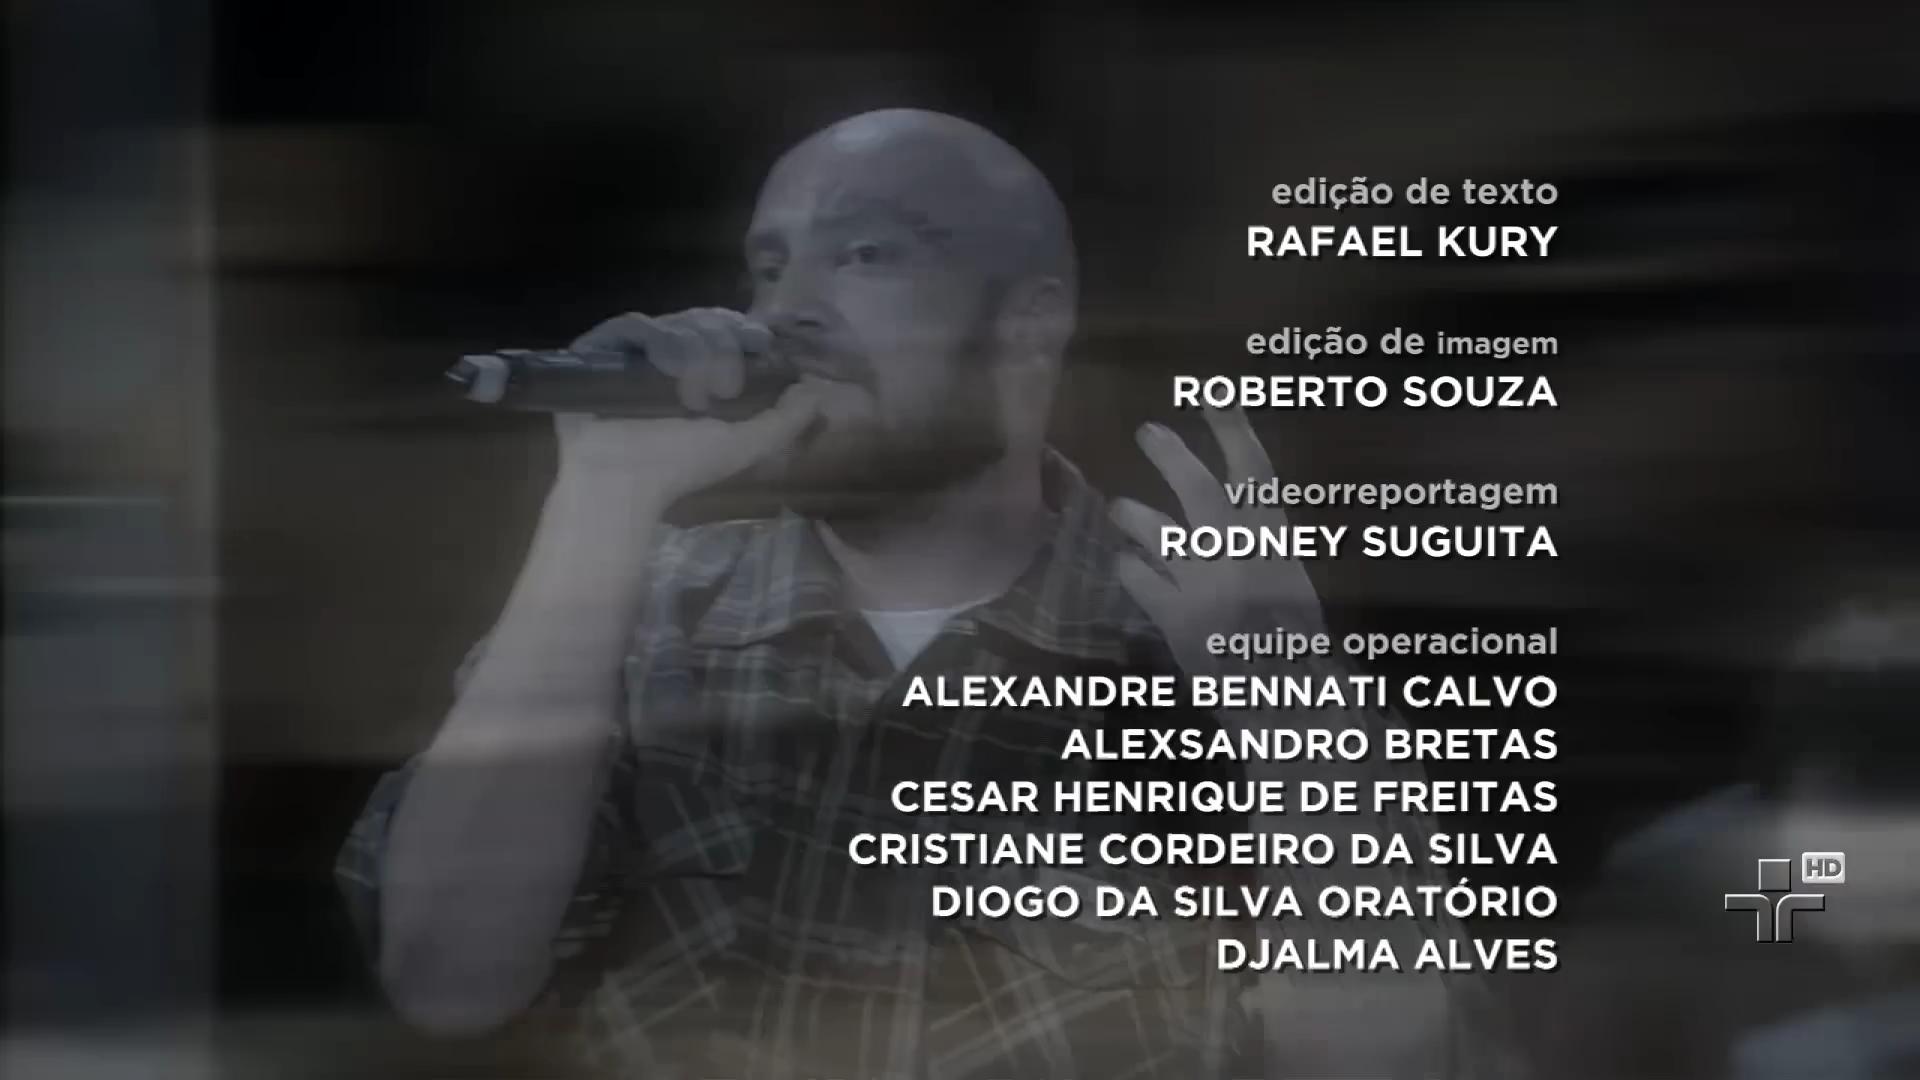 edição de texto
RAFAEL KURY
edição de imagem
ROBERTO SOUZA
videorreportagem
RODNEY SUGUITA
equipe operacional
ALEXANDRE BENNATI CALVO
ALEXSANDRO BRETAS
CESAR HENRIQUE DE FREITAS
CRISTIANE CORDEIRO DA SILVA
DIOGO DA SILVA ORATÓRIO
DJALMA ALVES
HD